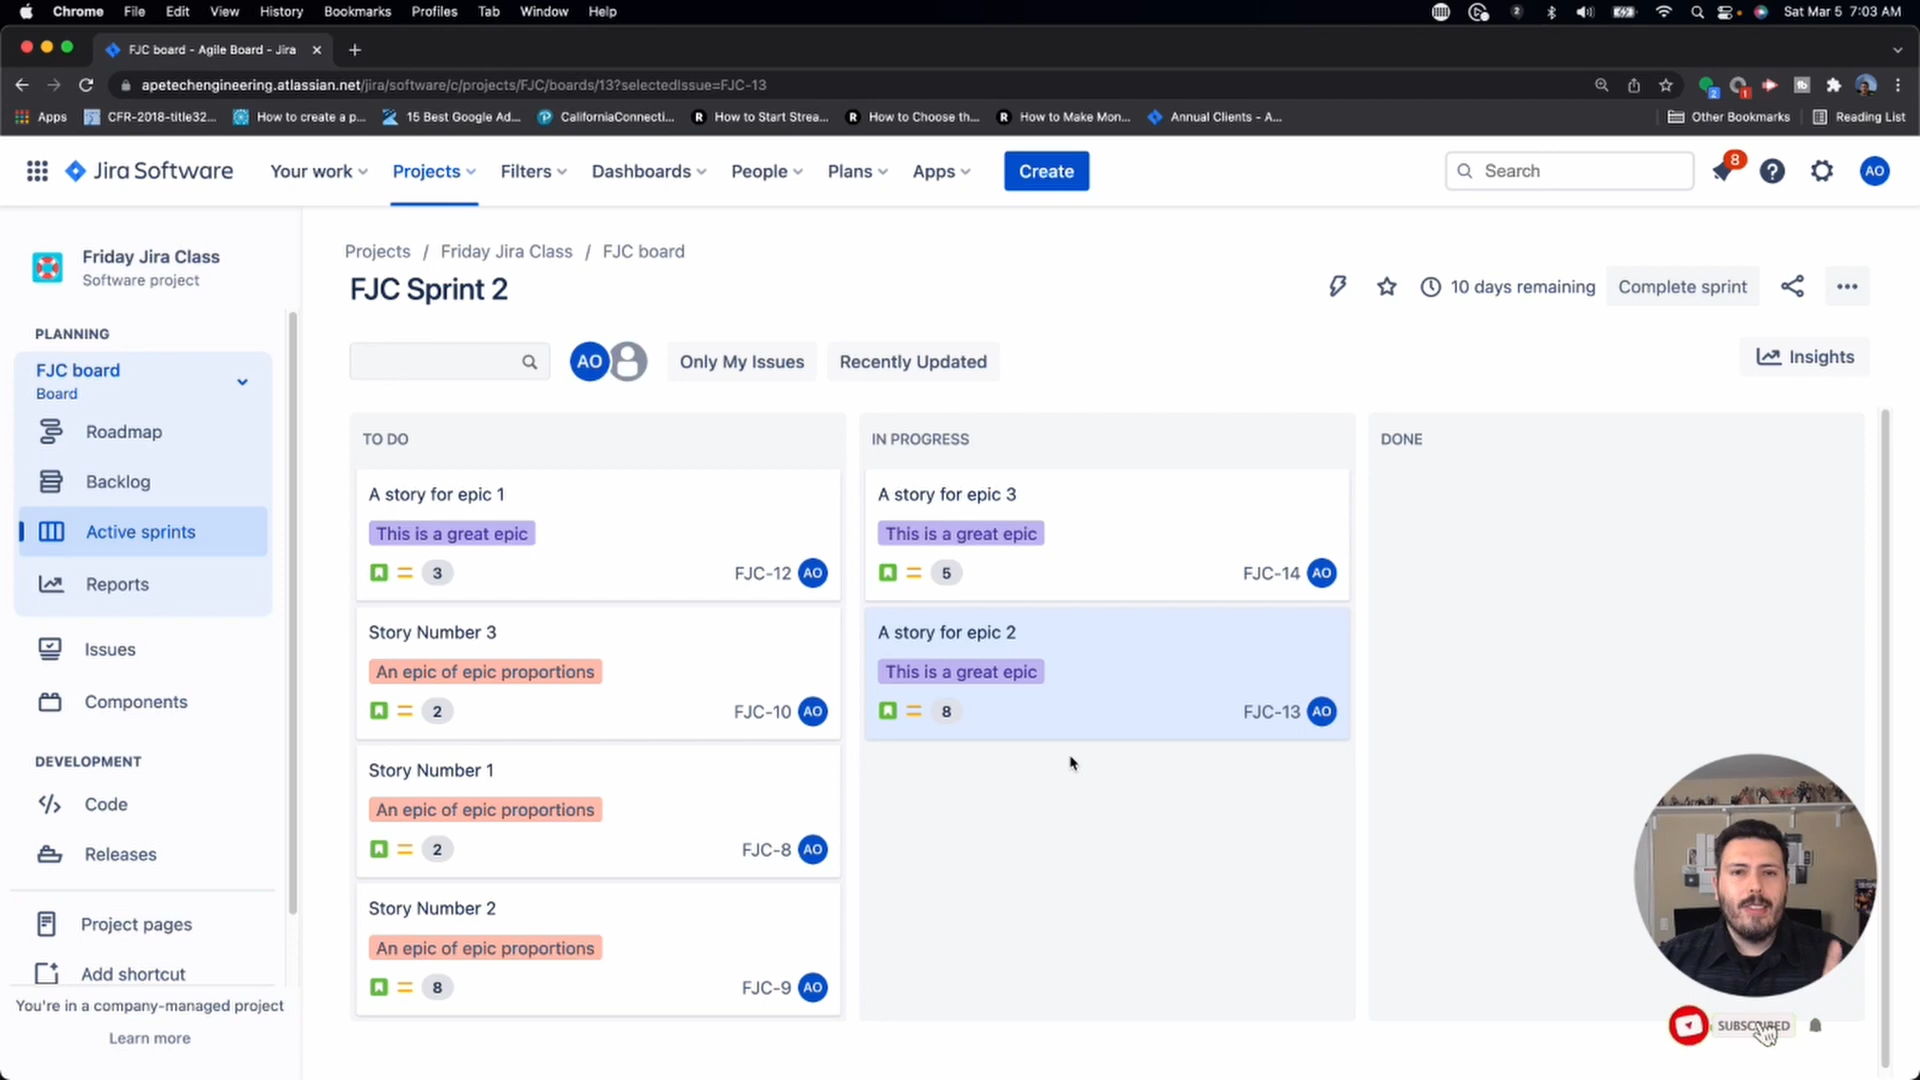 Chrome File Edit View History Bookmarks Profiles Tab Window Help
2 Sat Mar 5 7:03 AM
FJC board - Agile Board - Jira
apetechengineering.atlassian.net/jira/software/c/projects/FJC/boards/13?selectedIssue=FJC-13
2 1
Apps CFR-2018-title32... How to create a p... 15 Best Google Ad... CaliforniaConnecti... How to Start Strea... How to Choose th... How to Make Mon... Annual Clients - A... Other Bookmarks Reading List
Jira Software Your work Projects Filters Dashboards People Plans Apps Create Search 8 AO
Friday Jira Class
Software project
PLANNING
FJC board
Board
Roadmap
Backlog
Active sprints
Reports
Issues
Components
DEVELOPMENT
Code
Releases
Project pages
Add shortcut
You're in a company-managed project
Learn more
Projects / Friday Jira Class / FJC board
FJC Sprint 2
10 days remaining Complete sprint
AO Only My Issues Recently Updated
Insights
TO DO
A story for epic 1
This is a great epic
3 FJC-12 AO
Story Number 3
An epic of epic proportions
2 FJC-10 AO
Story Number 1
An epic of epic proportions
2 FJC-8 AO
Story Number 2
An epic of epic proportions
8 FJC-9 AO
IN PROGRESS
A story for epic 3
This is a great epic
5 FJC-14 AO
A story for epic 2
This is a great epic
8 FJC-13 AO
DONE
SUBSCRIBED